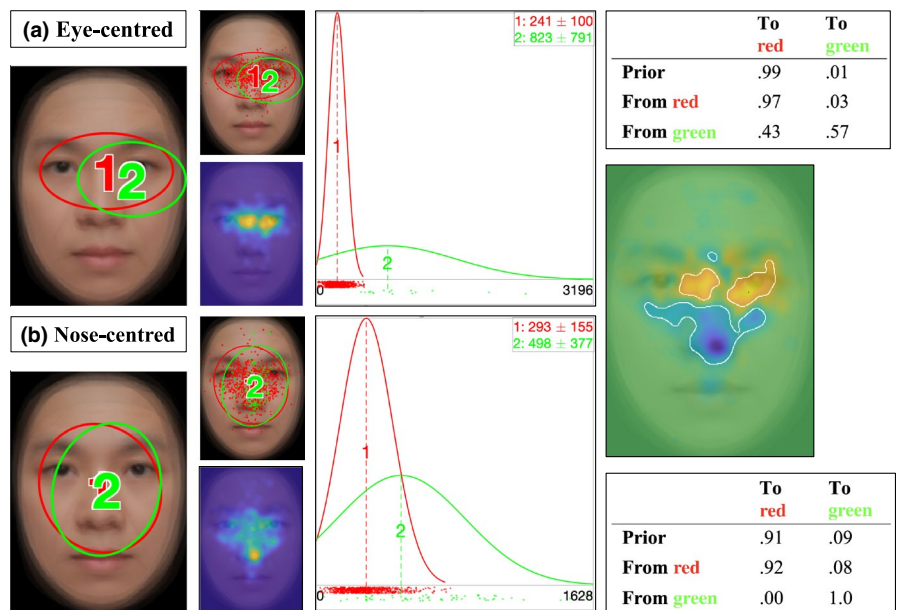 (a) Eye-centred
12
12
1: 241 ± 100
2: 823 ± 791
1
2
0
3196
To To
red green
Prior .99 .01
From red .97 .03
From green .43 .57
(b) Nose-centred
2
2
1: 293 ± 155
2: 498 ± 377
1
2
0
1628
To To
red green
Prior .91 .09
From red .92 .08
From green .00 1.0